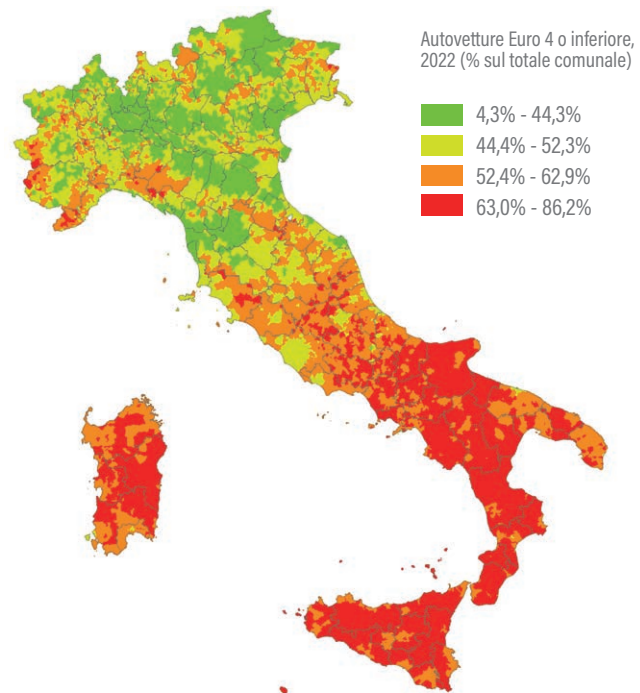 Autovetture Euro 4 o inferiore,
2022 (% sul totale comunale)
4,3% - 44,3%
44,4% - 52,3%
52,4% - 62,9%
63,0% - 86,2%